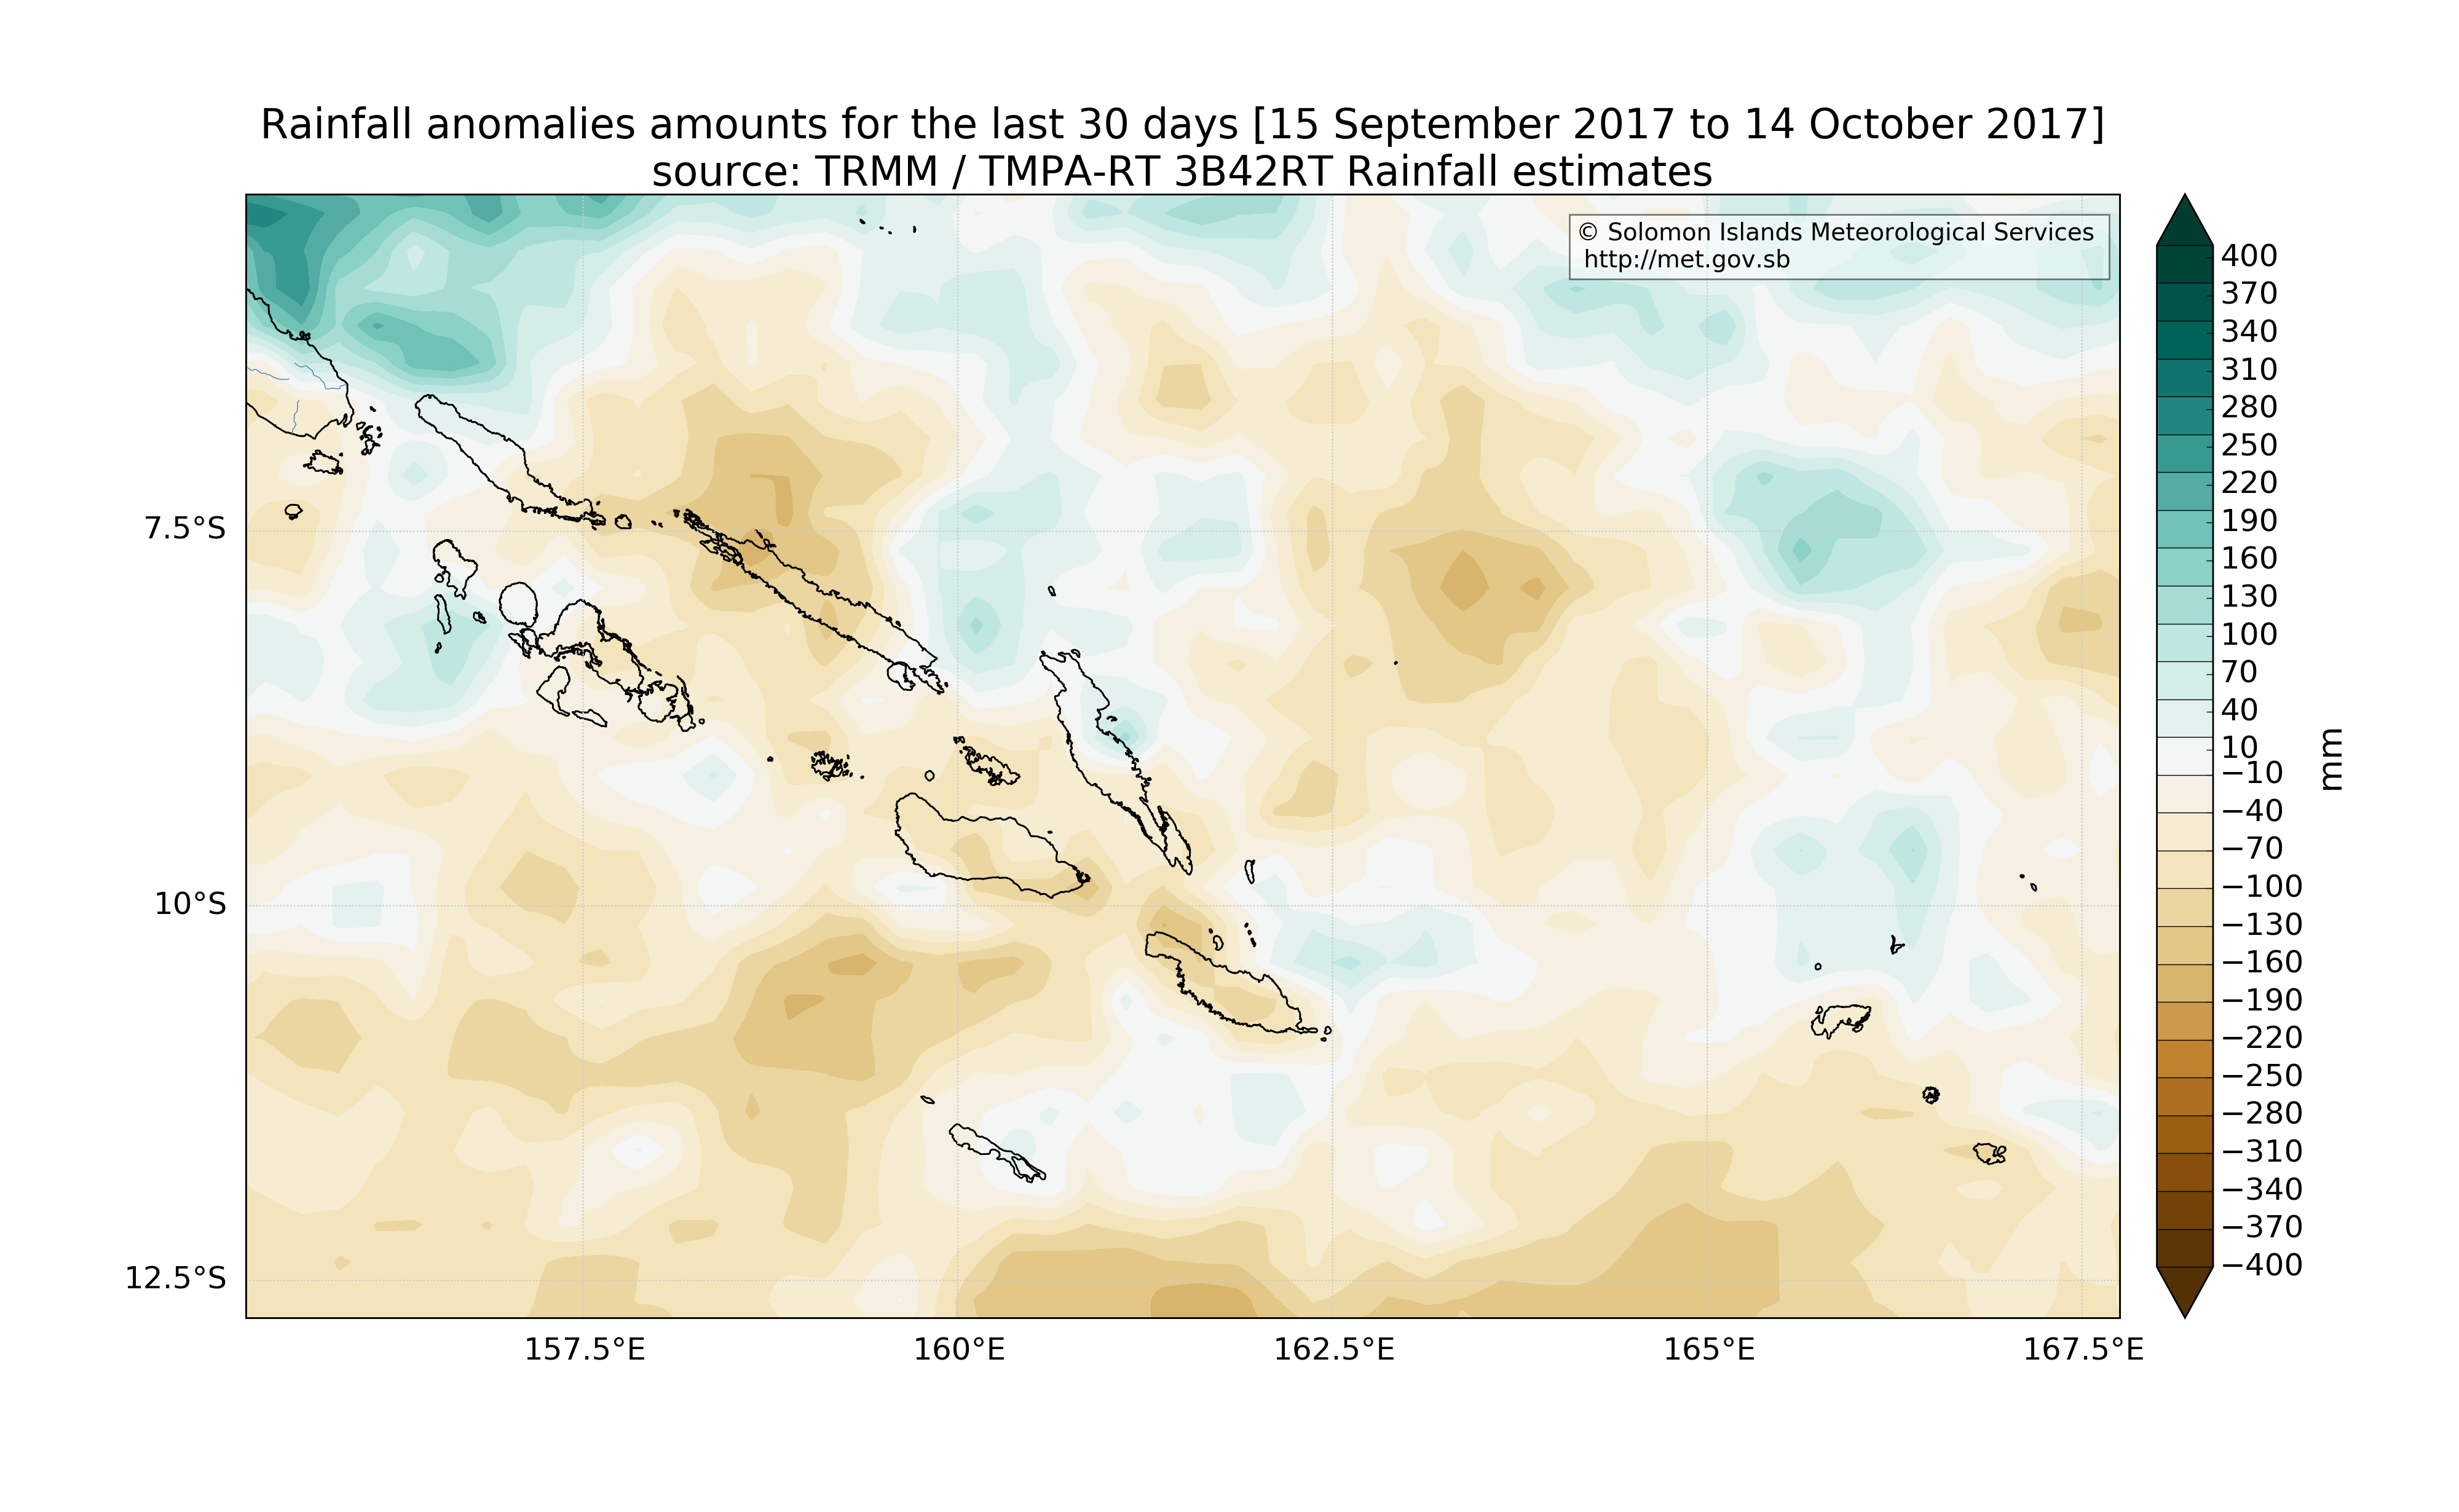 Rainfall anomalies amounts for the last 30 days [15 September 2017 to 14 October 2017]
source: TRMM / TMPA-RT 3B42RT Rainfall estimates
© Solomon Islands Meteorological Services
http://met.gov.sb
7.5°S
10°S
12.5°S
157.5°E
160°E
162.5°E
165°E
167.5°E
400
370
340
310
280
250
220
190
160
130
100
70
40
10
−10
−40
−70
−100
−130
−160
−190
−220
−250
−280
−310
−340
−370
−400
mm